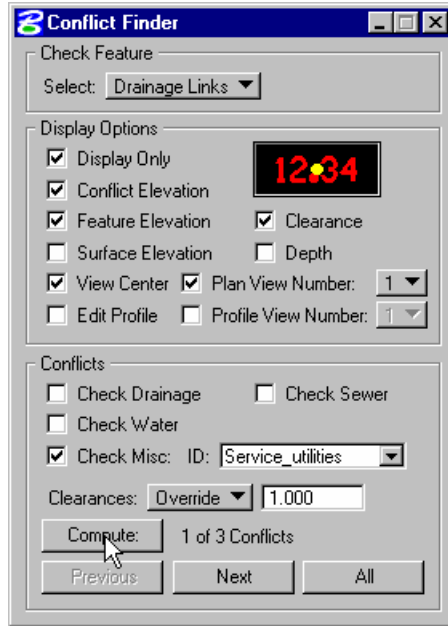 Conflict Finder
Check Feature
Select: Drainage Links
Display Options
Display Only
12.34
Conflict Elevation
Feature Elevation Clearance
Surface Elevation Depth
View Center Plan View Number: 1
Edit Profile Profile View Number: 1
Conflicts
Check Drainage Check Sewer
Check Water
Check Misc: ID: Service_utilities
Clearances: Override 1.000
Compute: 1 of 3 Conflicts
Previous Next All